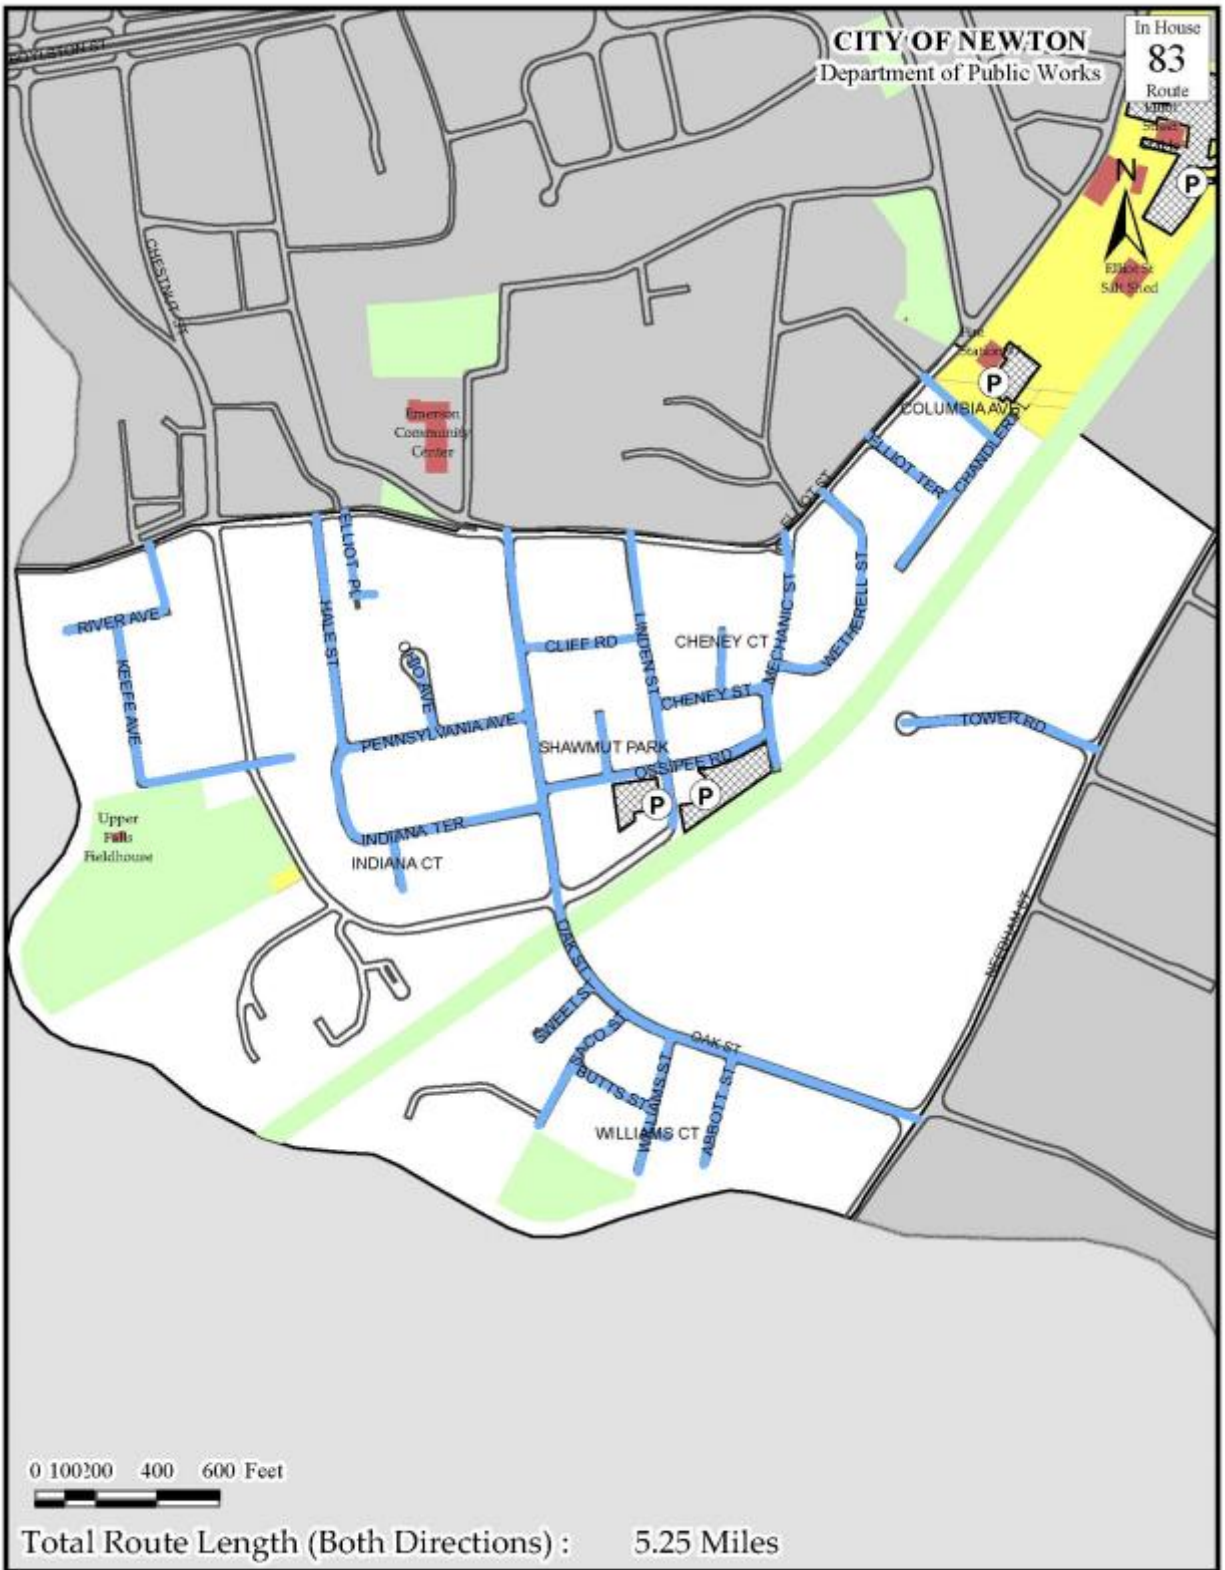 CITY OF NEWTON
Department of Public Works
In House
83
Route
N
P
Elliot St
Salt Shed
CHESTNUT ST
Station
P
COLUMBIA AVE
Emerson
Community
Center
ELLIOT TER
CHANDLER
ELLIOT ST
ELLIOT PL
RIVER AVE
HALE ST
KEEFE AVE
OHIO AVE
CLIFF RD
LINDEN ST
CHENEY CT
MECHANIC ST
WETHERELL ST
CHENEY ST
PENNSYLVANIA AVE
SHAWMUT PARK
OSSIPEE RD
TOWER RD
P
P
Upper
Falls
Fieldhouse
INDIANA TER
INDIANA CT
NEEDHAM ST
OAK ST
SWEET ST
SACO ST
OAK ST
BUTTS ST
WILLIAMS ST
ABBOTT ST
WILLIAMS CT
0 100200 400 600 Feet
Total Route Length (Both Directions) : 5.25 Miles